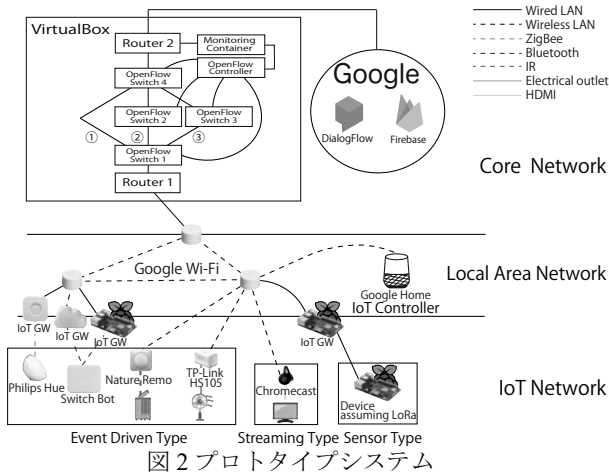 VirtualBox
Router 2
Monitoring
Container
OpenFlow
Controller
OpenFlow
Switch 4
OpenFlow
Switch 2
OpenFlow
Switch 3
①
②
③
OpenFlow
Switch 1
Router 1
Google
DialogFlow
Firebase
Wired LAN
Wireless LAN
ZigBee
Bluetooth
IR
Electrical outlet
HDMI
Core Network
Google Wi-Fi
Local Area Network
Google Home
IoT Controller
IoT GW
IoT GW
IoT GW
IoT GW
IoT Network
Philips Hue
Switch Bot
Nature Remo
TP-Link
HS105
Chromecast
Device
assuming LoRa
Event Driven Type
Streaming Type
Sensor Type
図 2 プロトタイプシステム